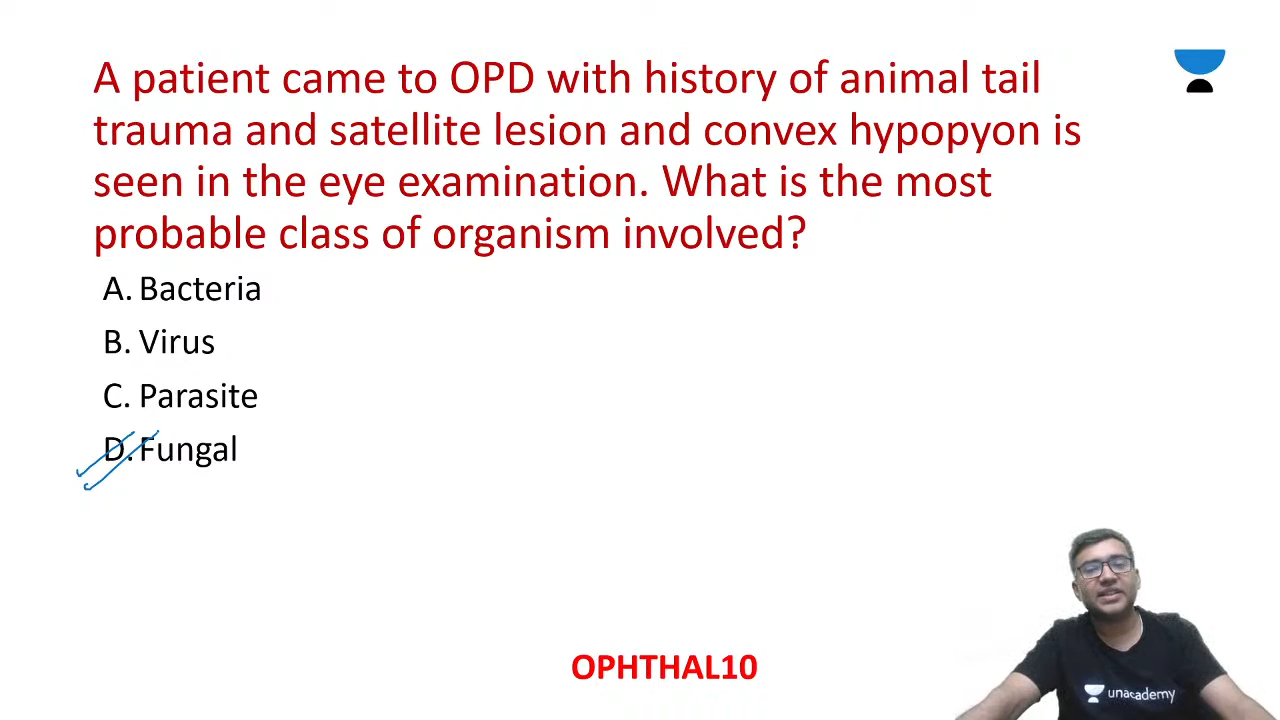 A patient came to OPD with history of animal tail
trauma and satellite lesion and convex hypopyon is
seen in the eye examination. What is the most
probable class of organism involved?
A. Bacteria
B. Virus
C. Parasite
D. Fungal
OPHTHAL10
unacademy